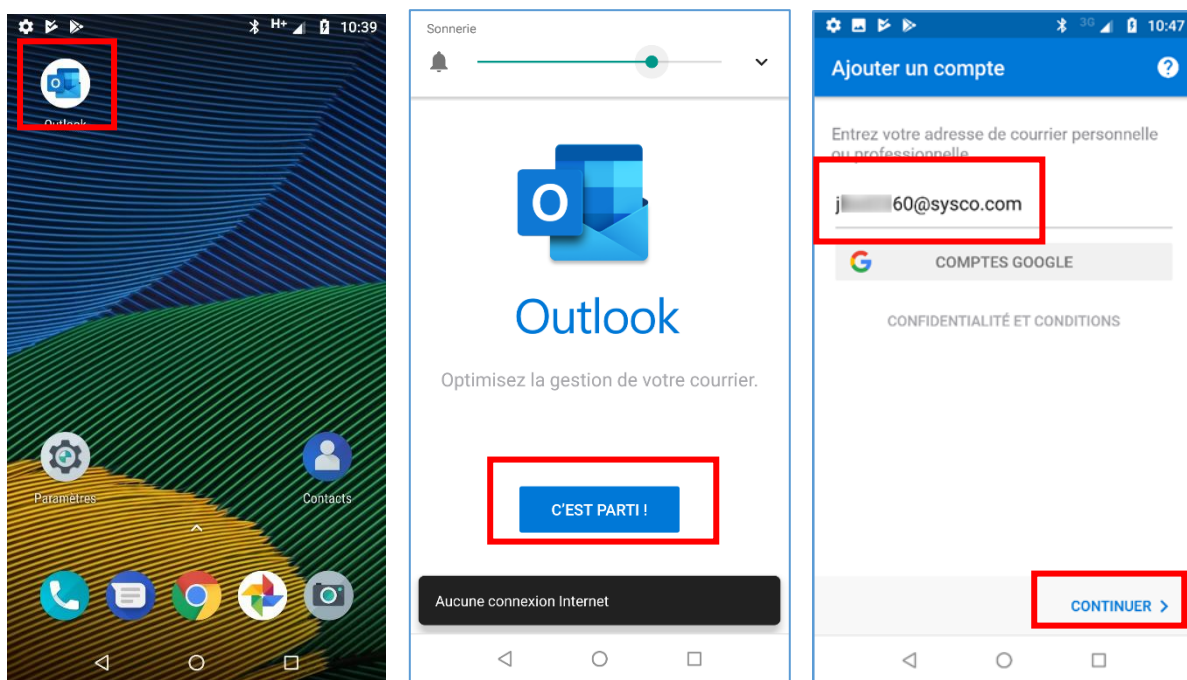 H+ 10:39
Outlook
Paramètres
Contacts
Sonnerie
O
Outlook
Optimisez la gestion de votre courrier.
C'EST PARTI !
Aucune connexion Internet
3G 10:47
Ajouter un compte
?
Entrez votre adresse de courrier personnelle
ou professionnelle
j 60@sysco.com
G COMPTES GOOGLE
CONFIDENTIALITÉ ET CONDITIONS
CONTINUER >